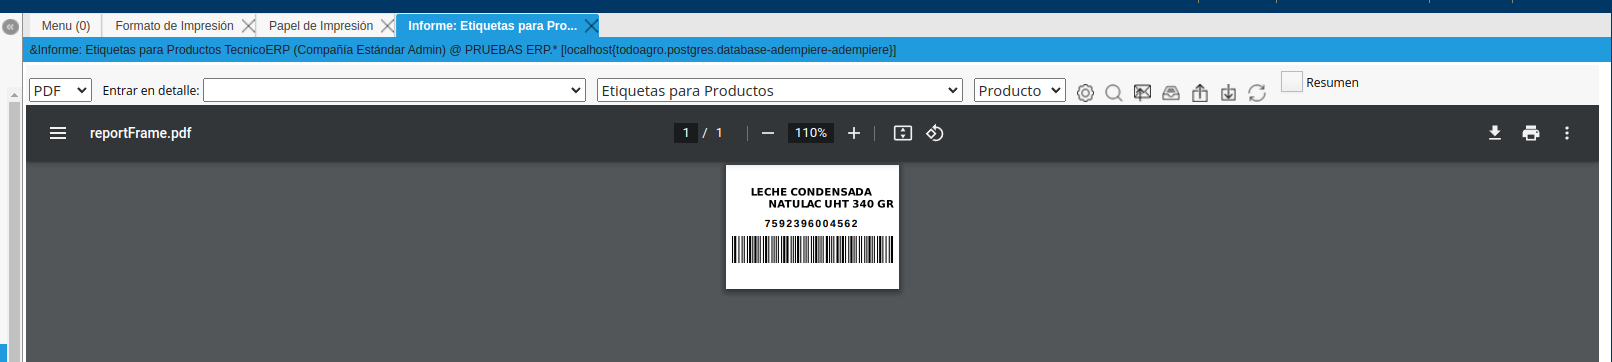 Menu (0) Formato de Impresión Papel de Impresión Informe: Etiquetas para Pro...
&Informe: Etiquetas para Productos TecnicoERP (Compañía Estándar Admin) @ PRUEBAS ERP.* [localhost{todoagro.postgres.database-adempiere-adempiere}]
PDF Entrar en detalle: Etiquetas para Productos Producto Resumen
reportFrame.pdf 1 / 1 110%
LECHE CONDENSADA
NATULAC UHT 340 GR
7592396004562